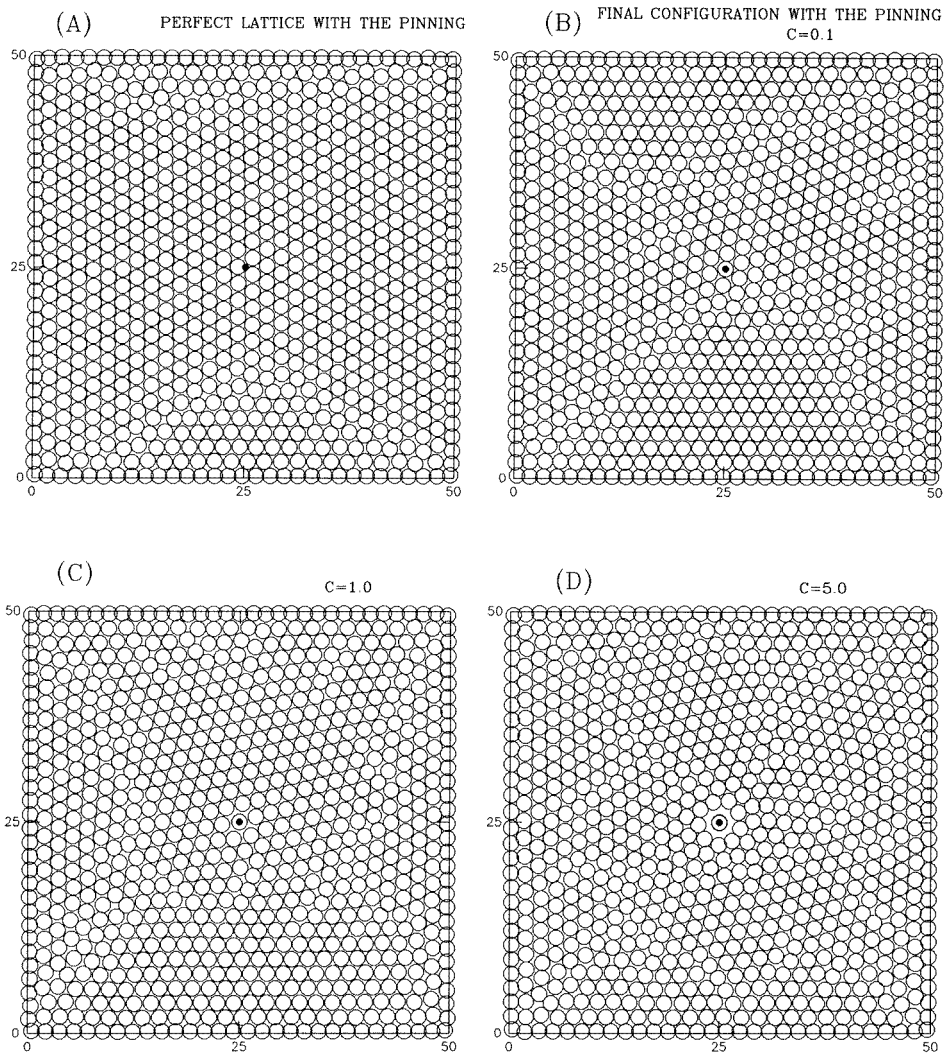 (A) PERFECT LATTICE WITH THE PINNING
(B) FINAL CONFIGURATION WITH THE PINNING
C=0.1
50
25
0
0 25 50
50
25
0
0 25 50
(C) C=1.0
(D) C=5.0
50
25
0
0 25 50
50
25
0
0 25 50